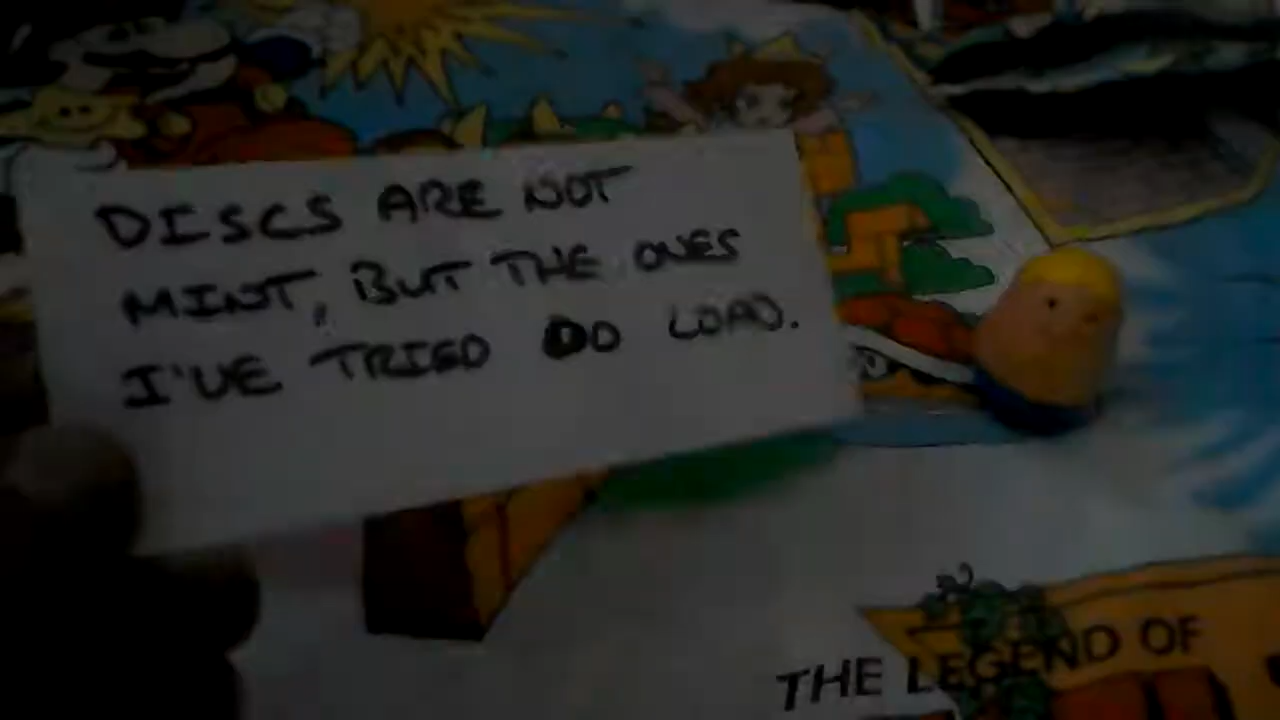 DISCS ARE NOT
MINT, BUT THE ONES
I'VE TRIED DO LOAD.
THE LEGEND OF